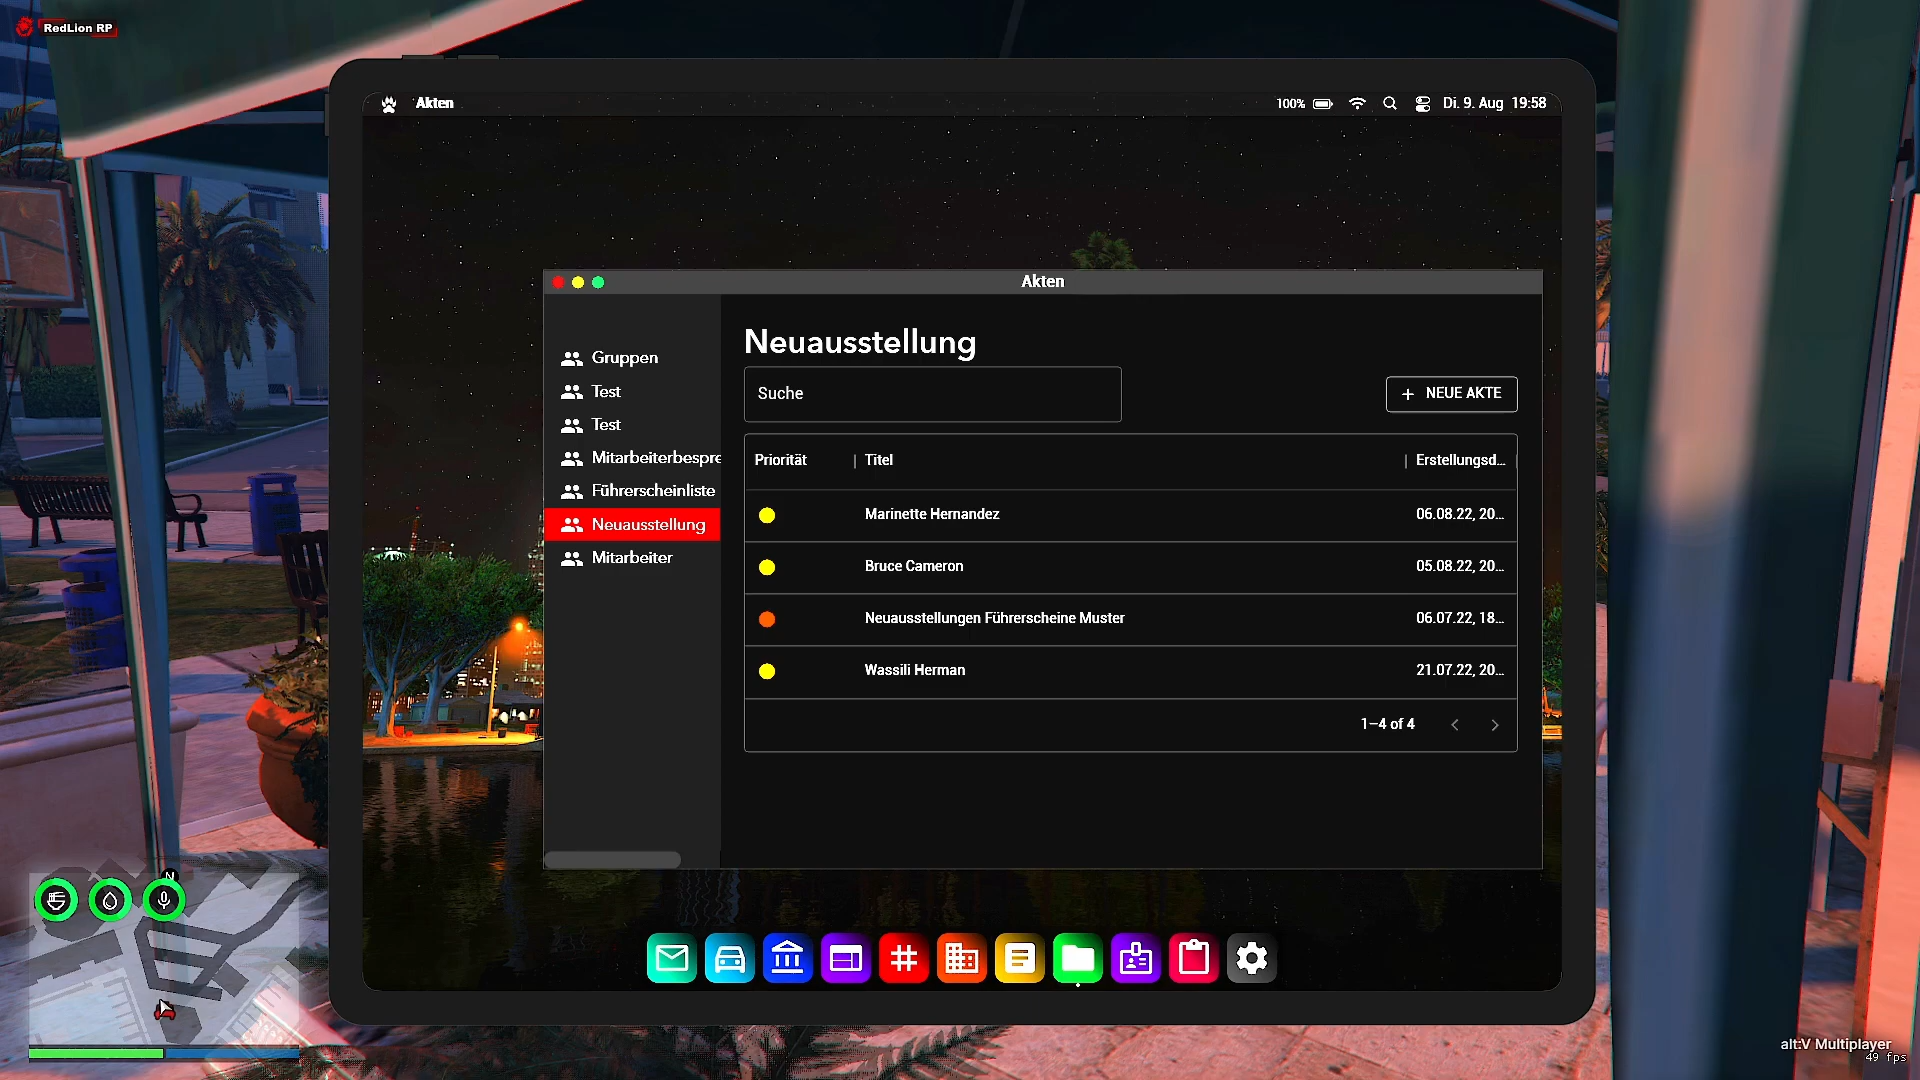 RedLion RP
Akten
100%
Di. 9. Aug 19:58
Akten
Gruppen
Test
Test
Mitarbeiterbespre
Führerscheinliste
Neuausstellung
Mitarbeiter
Neuausstellung
Suche
+ NEUE AKTE
Priorität | Titel | Erstellungsd...
Marinette Hernandez 06.08.22, 20...
Bruce Cameron 05.08.22, 20...
Neuausstellungen Führerscheine Muster 06.07.22, 18...
Wassili Herman 21.07.22, 20...
1–4 of 4
N
alt:V Multiplayer
49 fps